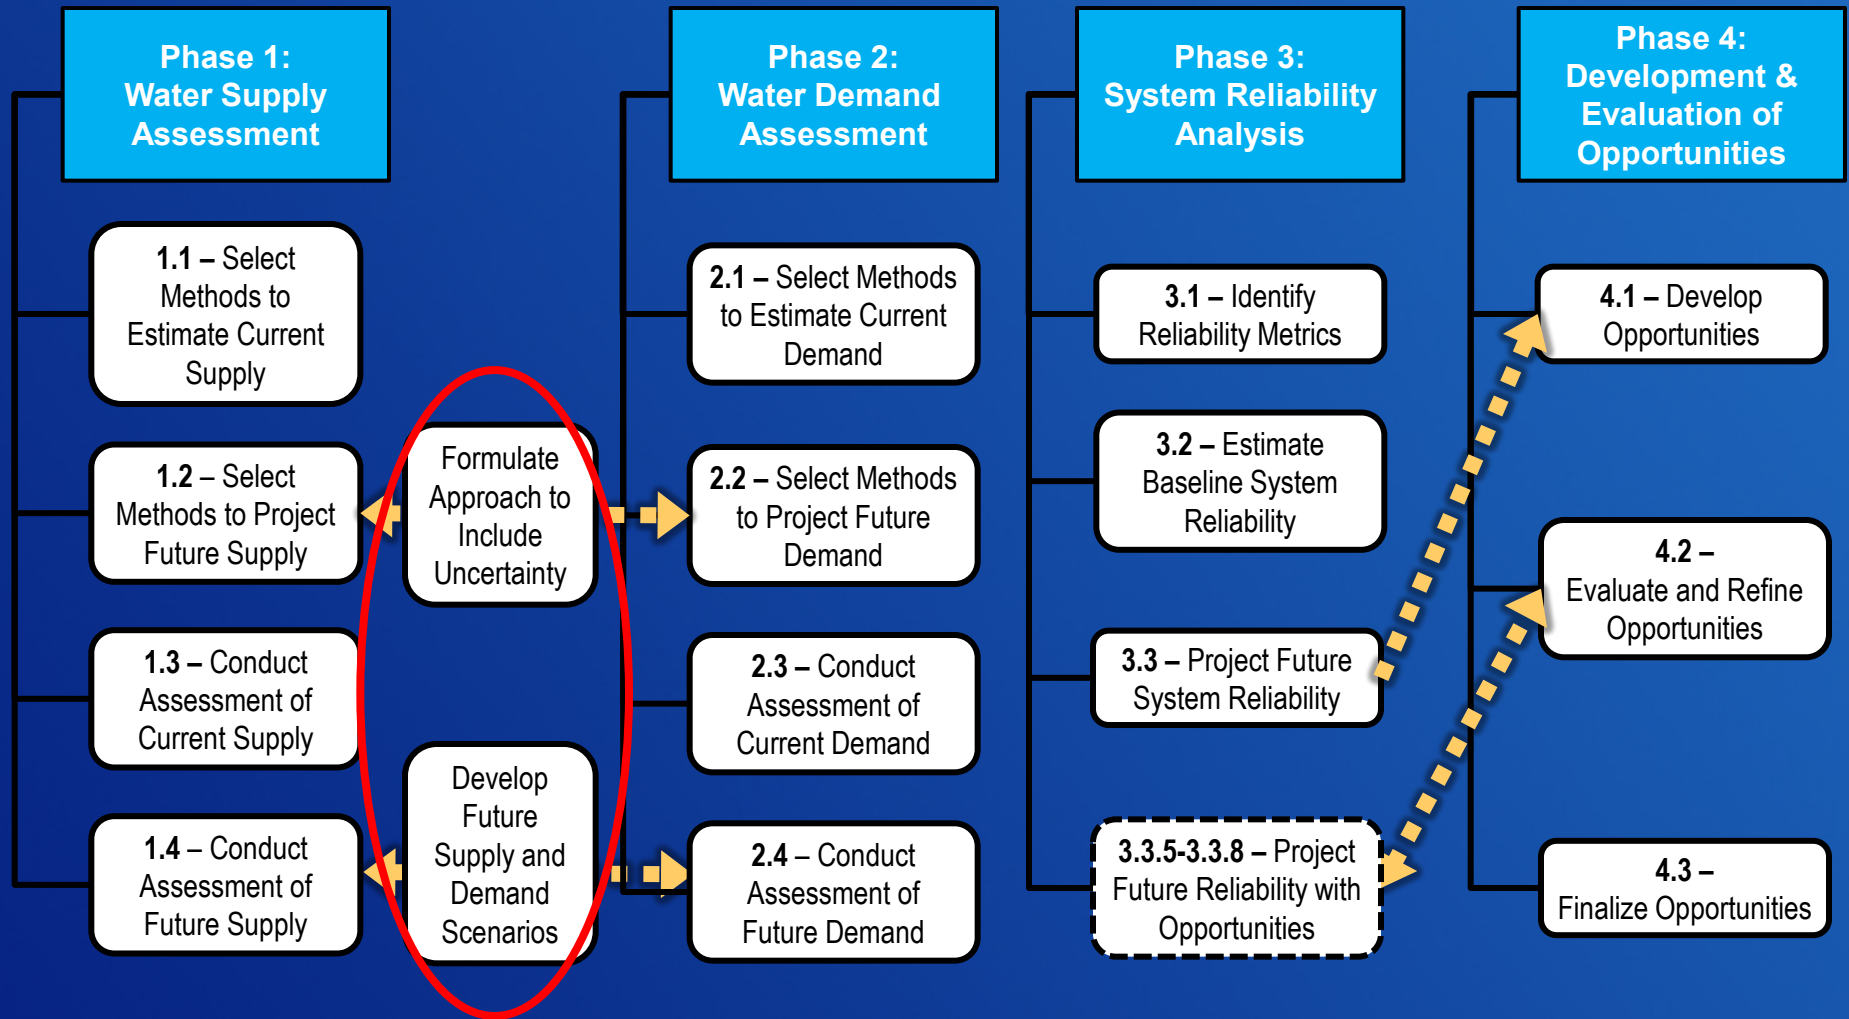 Phase 1:
Water Supply
Assessment
1.1 – Select
Methods to
Estimate Current
Supply
1.2 – Select
Methods to Project
Future Supply
1.3 – Conduct
Assessment of
Current Supply
1.4 – Conduct
Assessment of
Future Supply
Formulate
Approach to
Include
Uncertainty
Develop
Future
Supply and
Demand
Scenarios
Phase 2:
Water Demand
Assessment
2.1 – Select Methods
to Estimate Current
Demand
2.2 – Select Methods
to Project Future
Demand
2.3 – Conduct
Assessment of
Current Demand
2.4 – Conduct
Assessment of
Future Demand
Phase 3:
System Reliability
Analysis
3.1 – Identify
Reliability Metrics
3.2 – Estimate
Baseline System
Reliability
3.3 – Project Future
System Reliability
3.3.5-3.3.8 – Project
Future Reliability with
Opportunities
Phase 4:
Development &
Evaluation of
Opportunities
4.1 – Develop
Opportunities
4.2 –
Evaluate and Refine
Opportunities
4.3 –
Finalize Opportunities